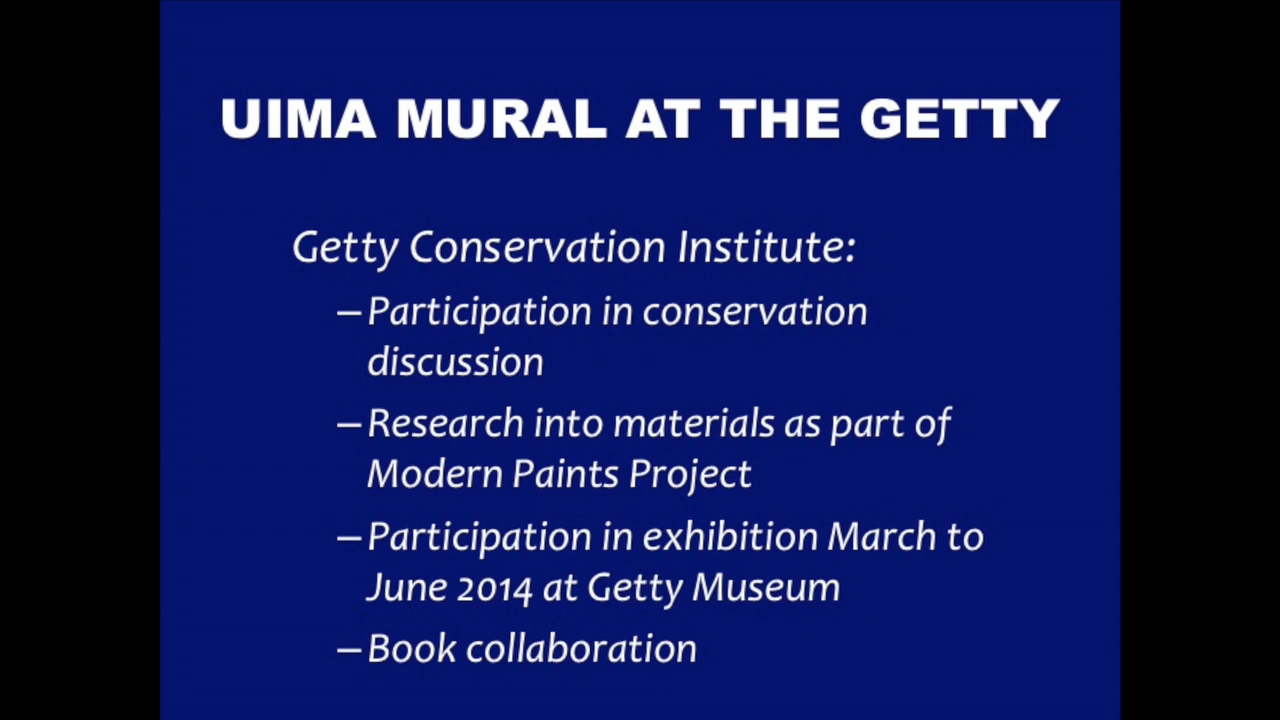 UIMA MURAL AT THE GETTY
Getty Conservation Institute:
– Participation in conservation
discussion
– Research into materials as part of
Modern Paints Project
– Participation in exhibition March to
June 2014 at Getty Museum
– Book collaboration